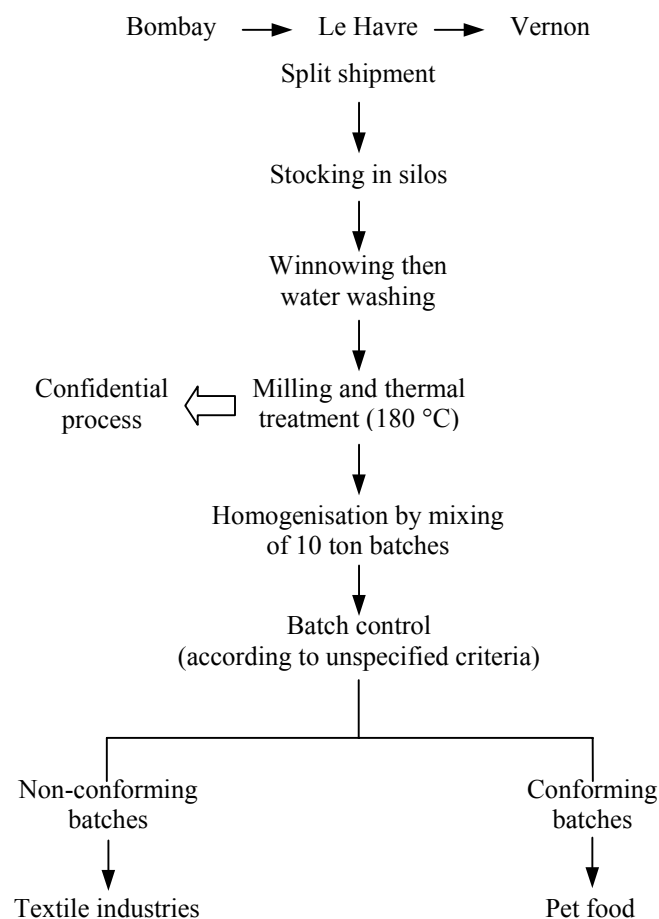 Bombay Le Havre Vernon
Split shipment
Stocking in silos
Winnowing then
water washing
Confidential
process
Milling and thermal
treatment (180 °C)
Homogenisation by mixing
of 10 ton batches
Batch control
(according to unspecified criteria)
Non-conforming
batches
Conforming
batches
Textile industries
Pet food